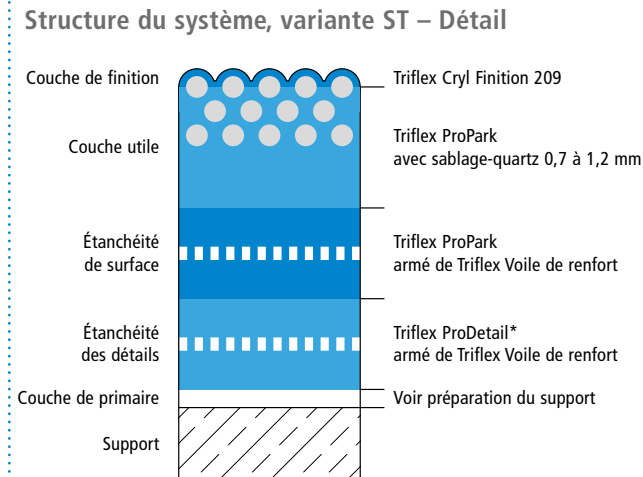 Structure du système, variante ST – Détail
Couche de finition
Triflex Cryl Finition 209
Couche utile
Triflex ProPark
avec sablage-quartz 0,7 à 1,2 mm
Étanchéité
de surface
Triflex ProPark
armé de Triflex Voile de renfort
Étanchéité
des détails
Triflex ProDetail*
armé de Triflex Voile de renfort
Couche de primaire
Voir préparation du support
Support